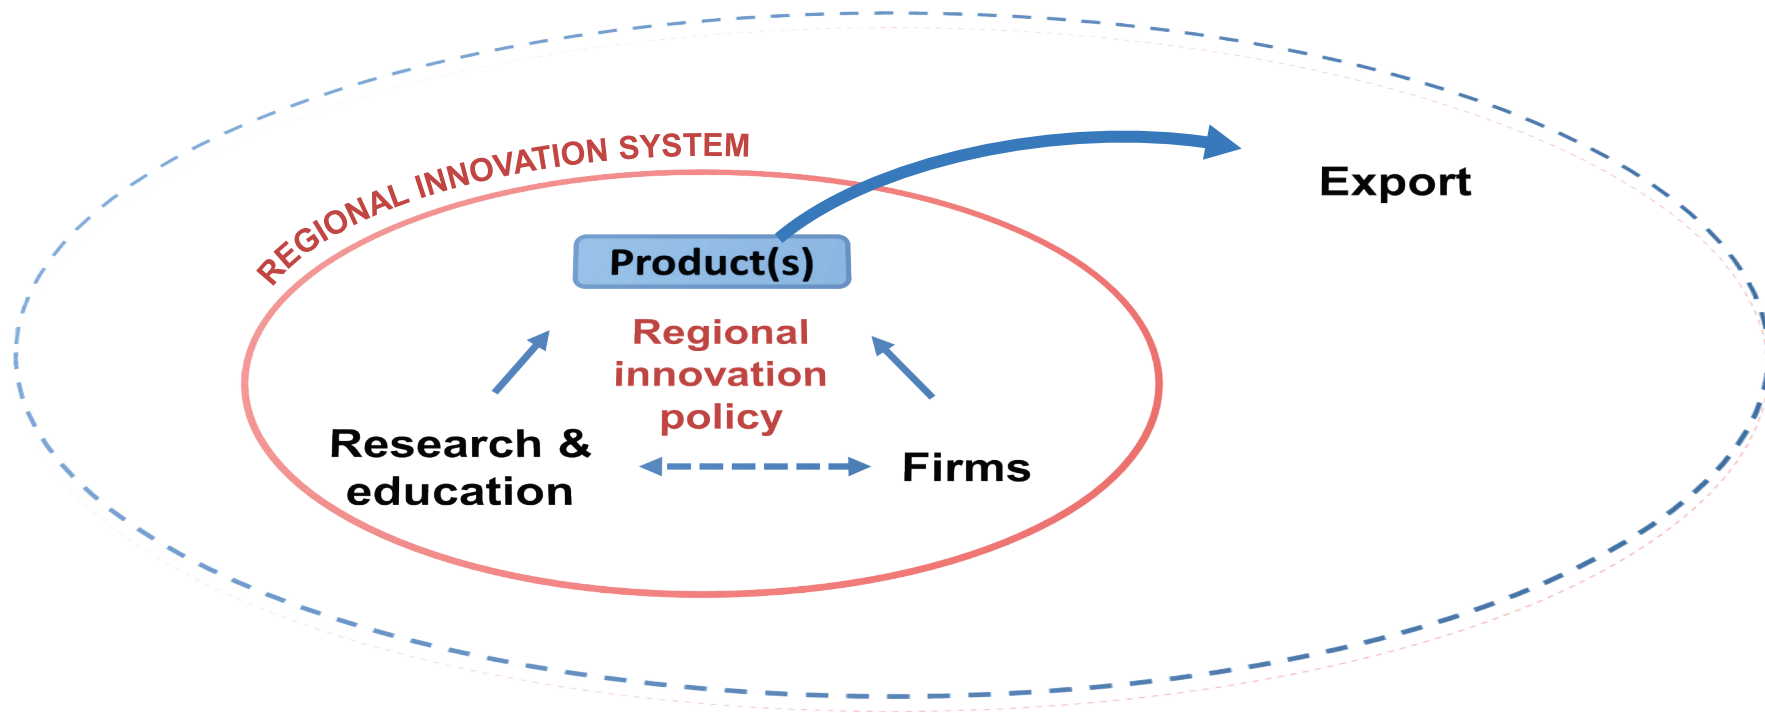 REGIONAL INNOVATION SYSTEM
Export
Product(s)
Regional
innovation
policy
Research &
education
Firms